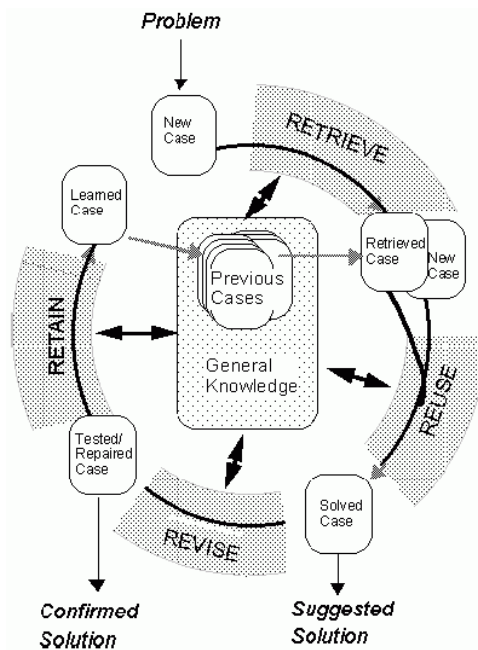 Problem
New
Case
RETRIEVE
Learned
Case
Retrieved
Case
New
Case
Previous
Cases
General
Knowledge
RETAIN
REUSE
Tested/
Repaired
Case
REVISE
Solved
Case
Confirmed
Solution
Suggested
Solution